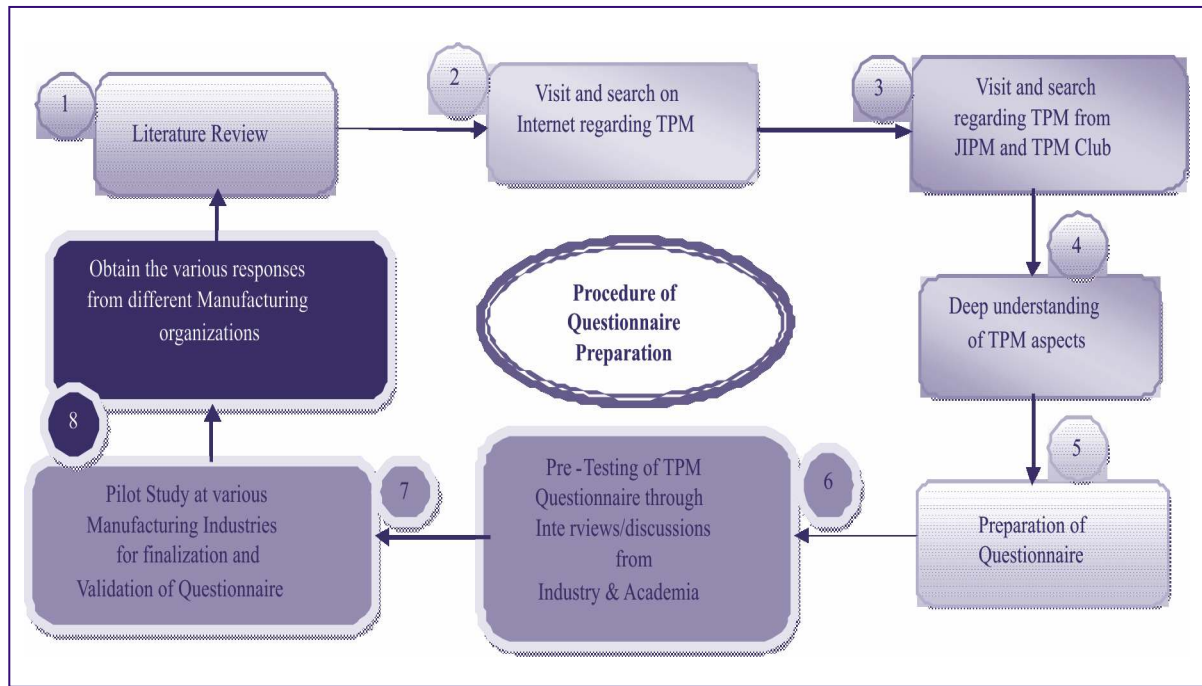 1
Literature Review
2
Visit and search on
Internet regarding TPM
3
Visit and search
regarding TPM from
JIPM and TPM Club
4
Deep understanding
of TPM aspects
5
Preparation of
Questionnaire
6
Pre -Testing of TPM
Questionnaire through
Inte rviews/discussions
from
Industry & Academia
7
Pilot Study at various
Manufacturing Industries
for finalization and
Validation of Questionnaire
8
Obtain the various responses
from different Manufacturing
organizations
Procedure of
Questionnaire
Preparation